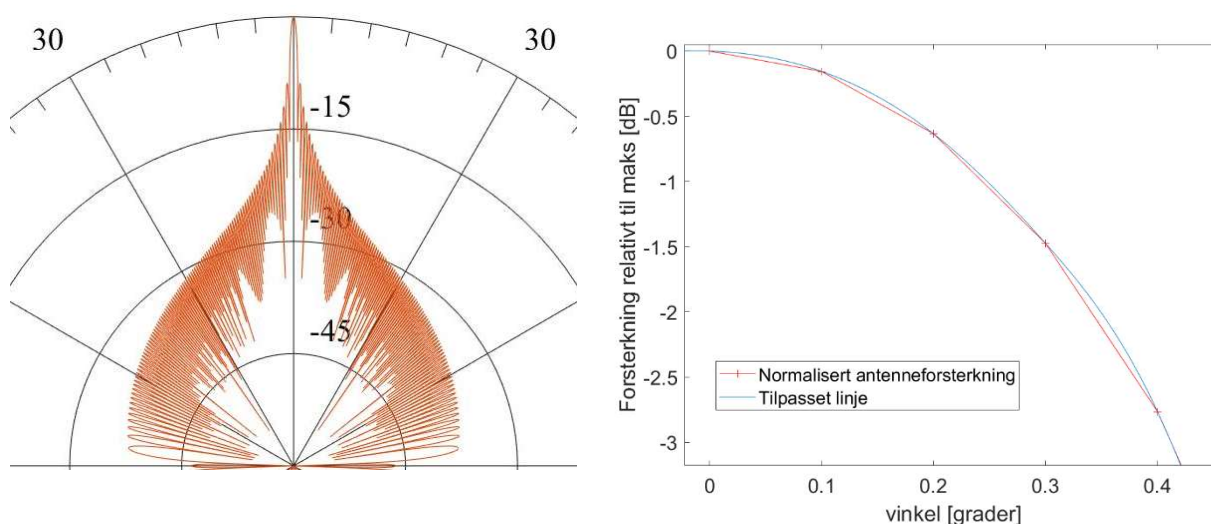 30
30
-15
-30
-45
Forsterkning relativt til maks [dB]
0
-0.5
-1
-1.5
-2
-2.5
-3
Normalisert antenneforsterkning
Tilpasset linje
0 0.1 0.2 0.3 0.4
vinkel [grader]